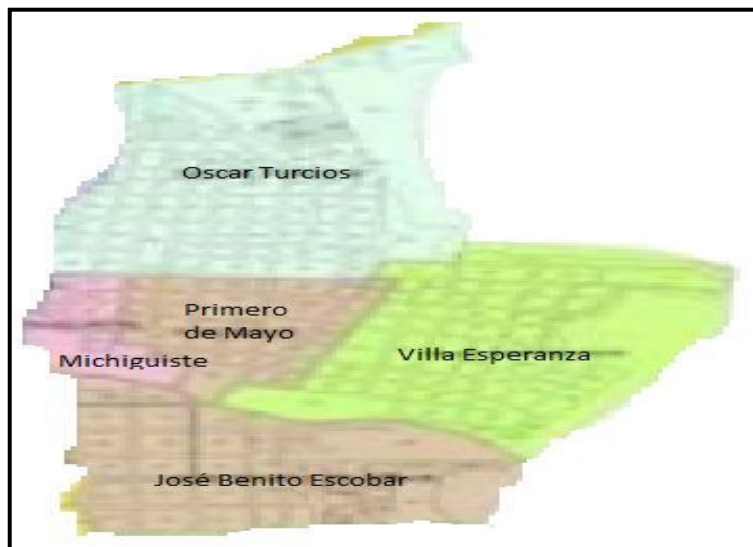 Oscar Turcios
Primero
de Mayo
Michiguiste
Villa Esperanza
José Benito Escobar